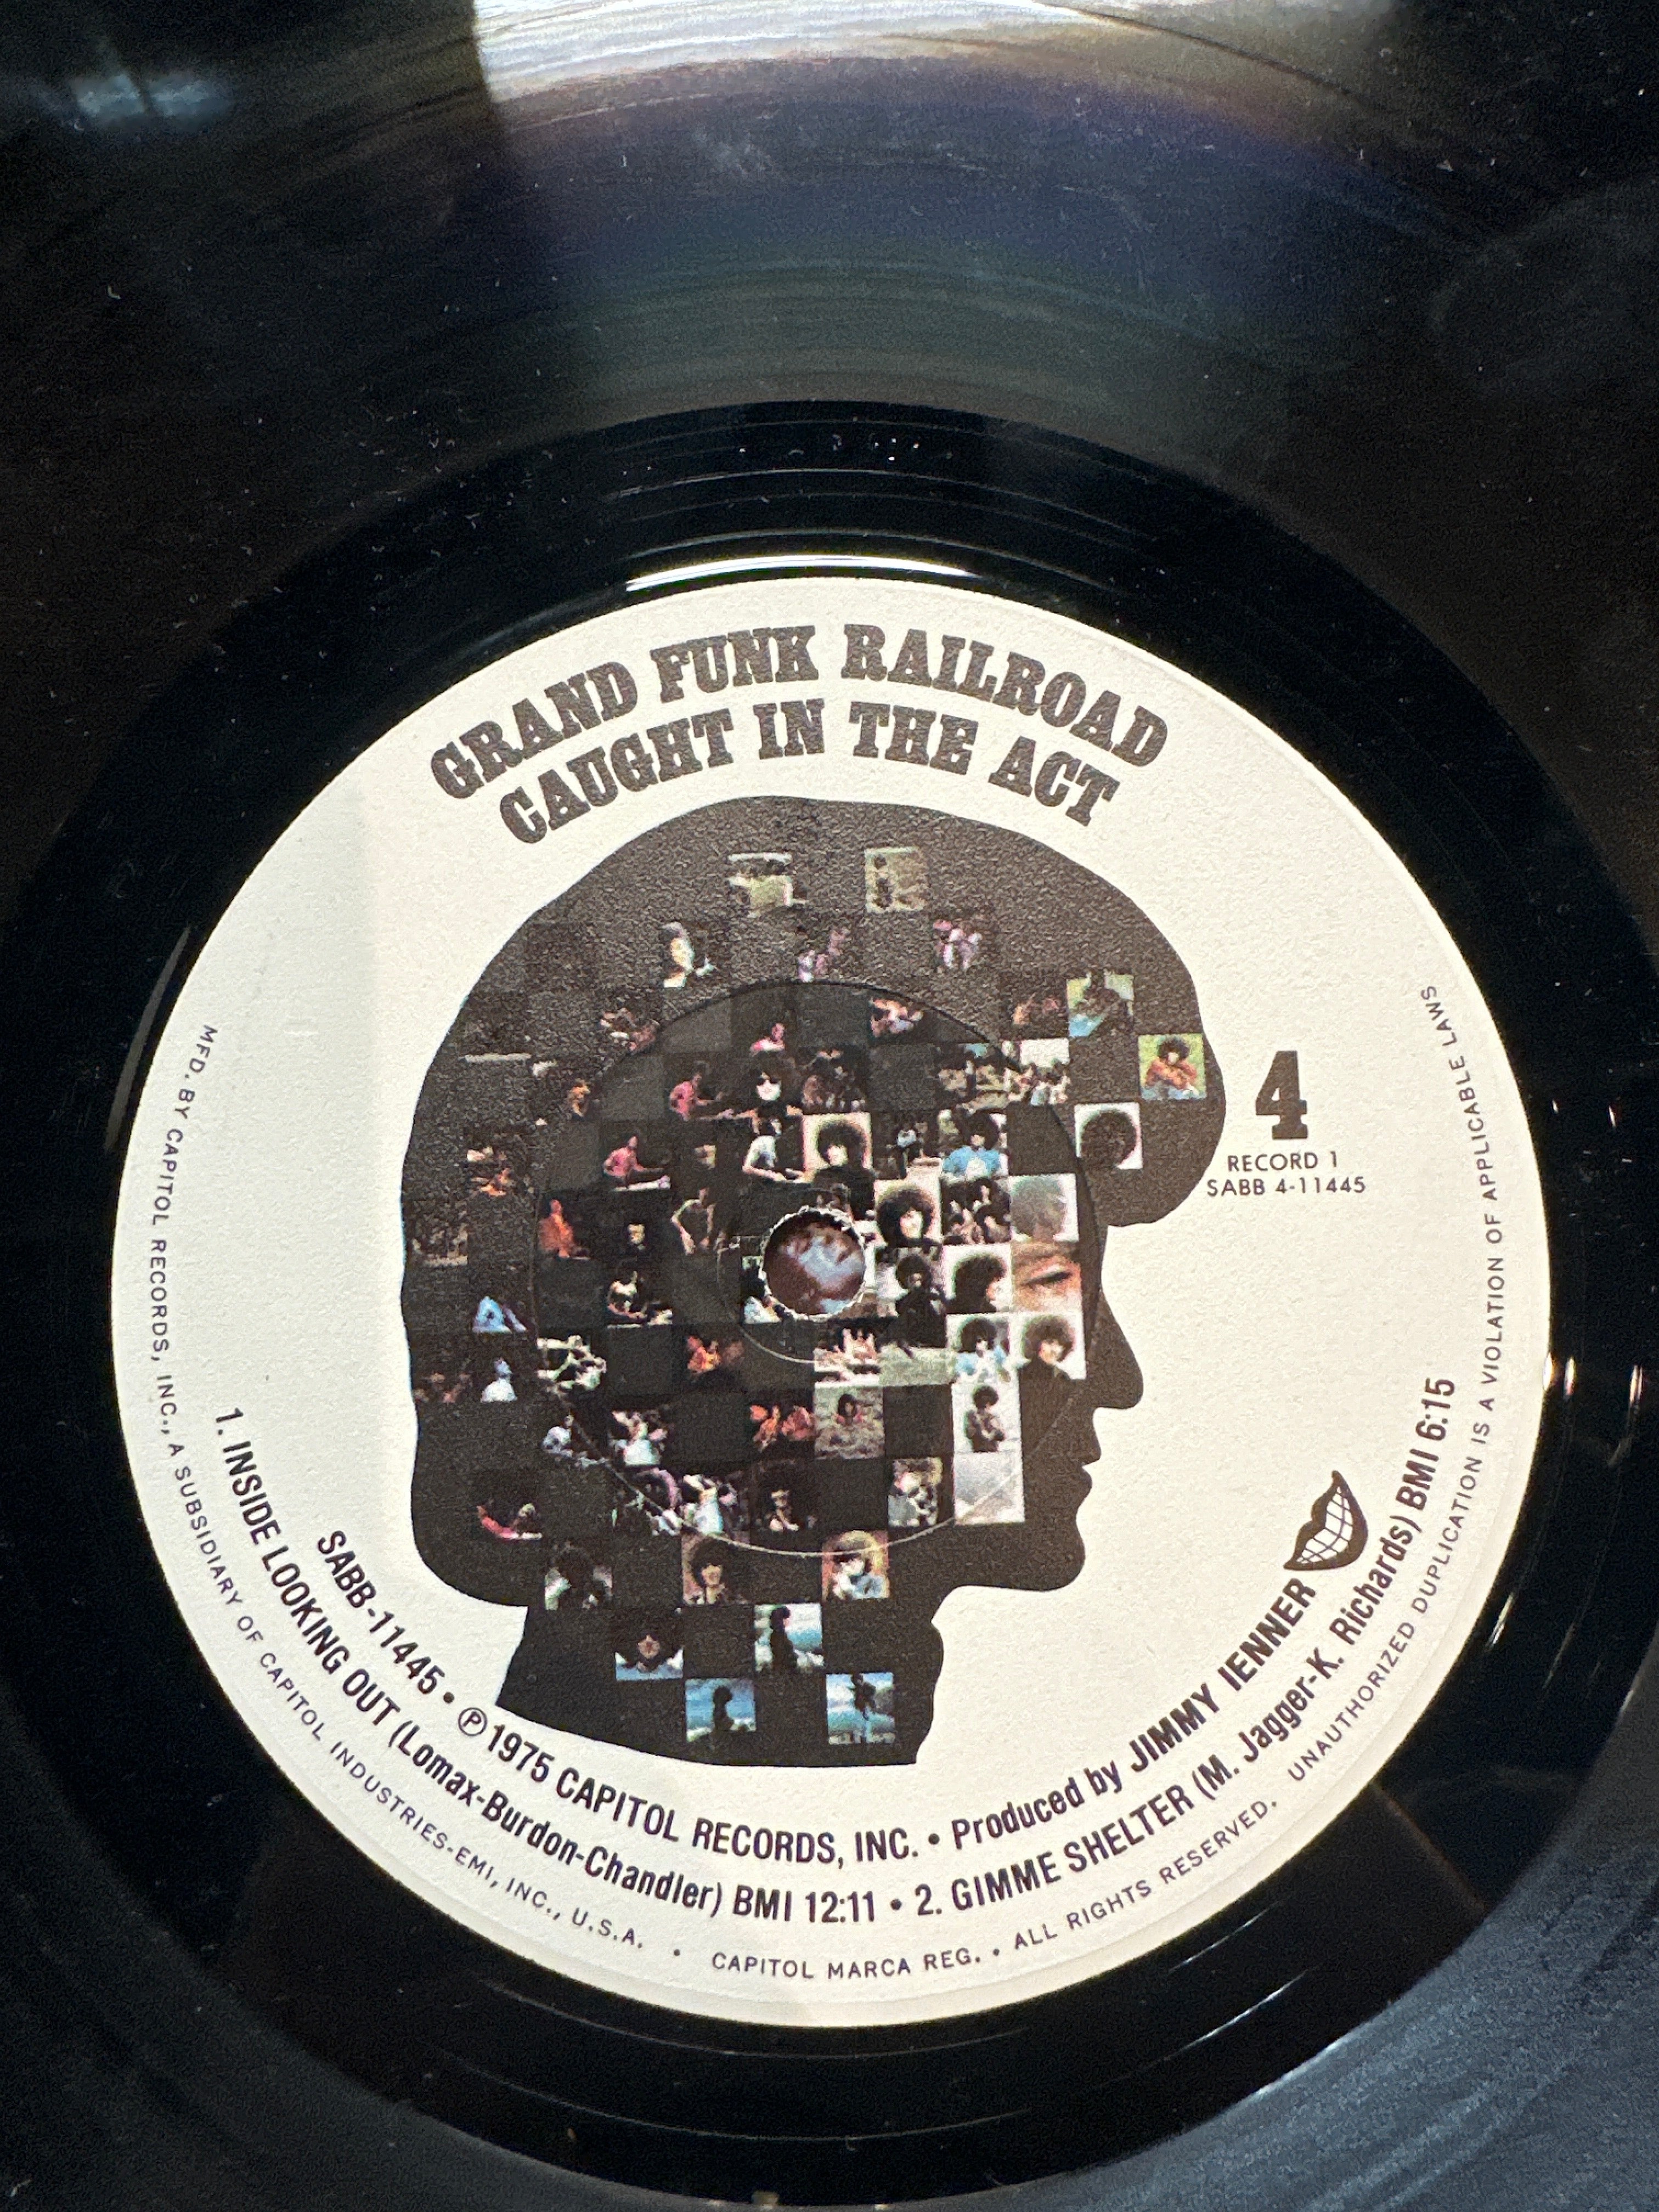 GRAND FUNK RAILROAD
CAUGHT IN THE ACT
4
RECORD 1
SABB 4-11445
SABB-11445 • ℗ 1975 CAPITOL RECORDS, INC. • Produced by JIMMY IENNER
1. INSIDE LOOKING OUT (Lomax-Burdon-Chandler) BMI 12:11 • 2. GIMME SHELTER (M. Jagger-K. Richards) BMI 6:15
MFD. BY CAPITOL RECORDS, INC., A SUBSIDIARY OF CAPITOL INDUSTRIES-EMI, INC., U.S.A. • CAPITOL MARCA REG. • ALL RIGHTS RESERVED. UNAUTHORIZED DUPLICATION IS A VIOLATION OF APPLICABLE LAWS